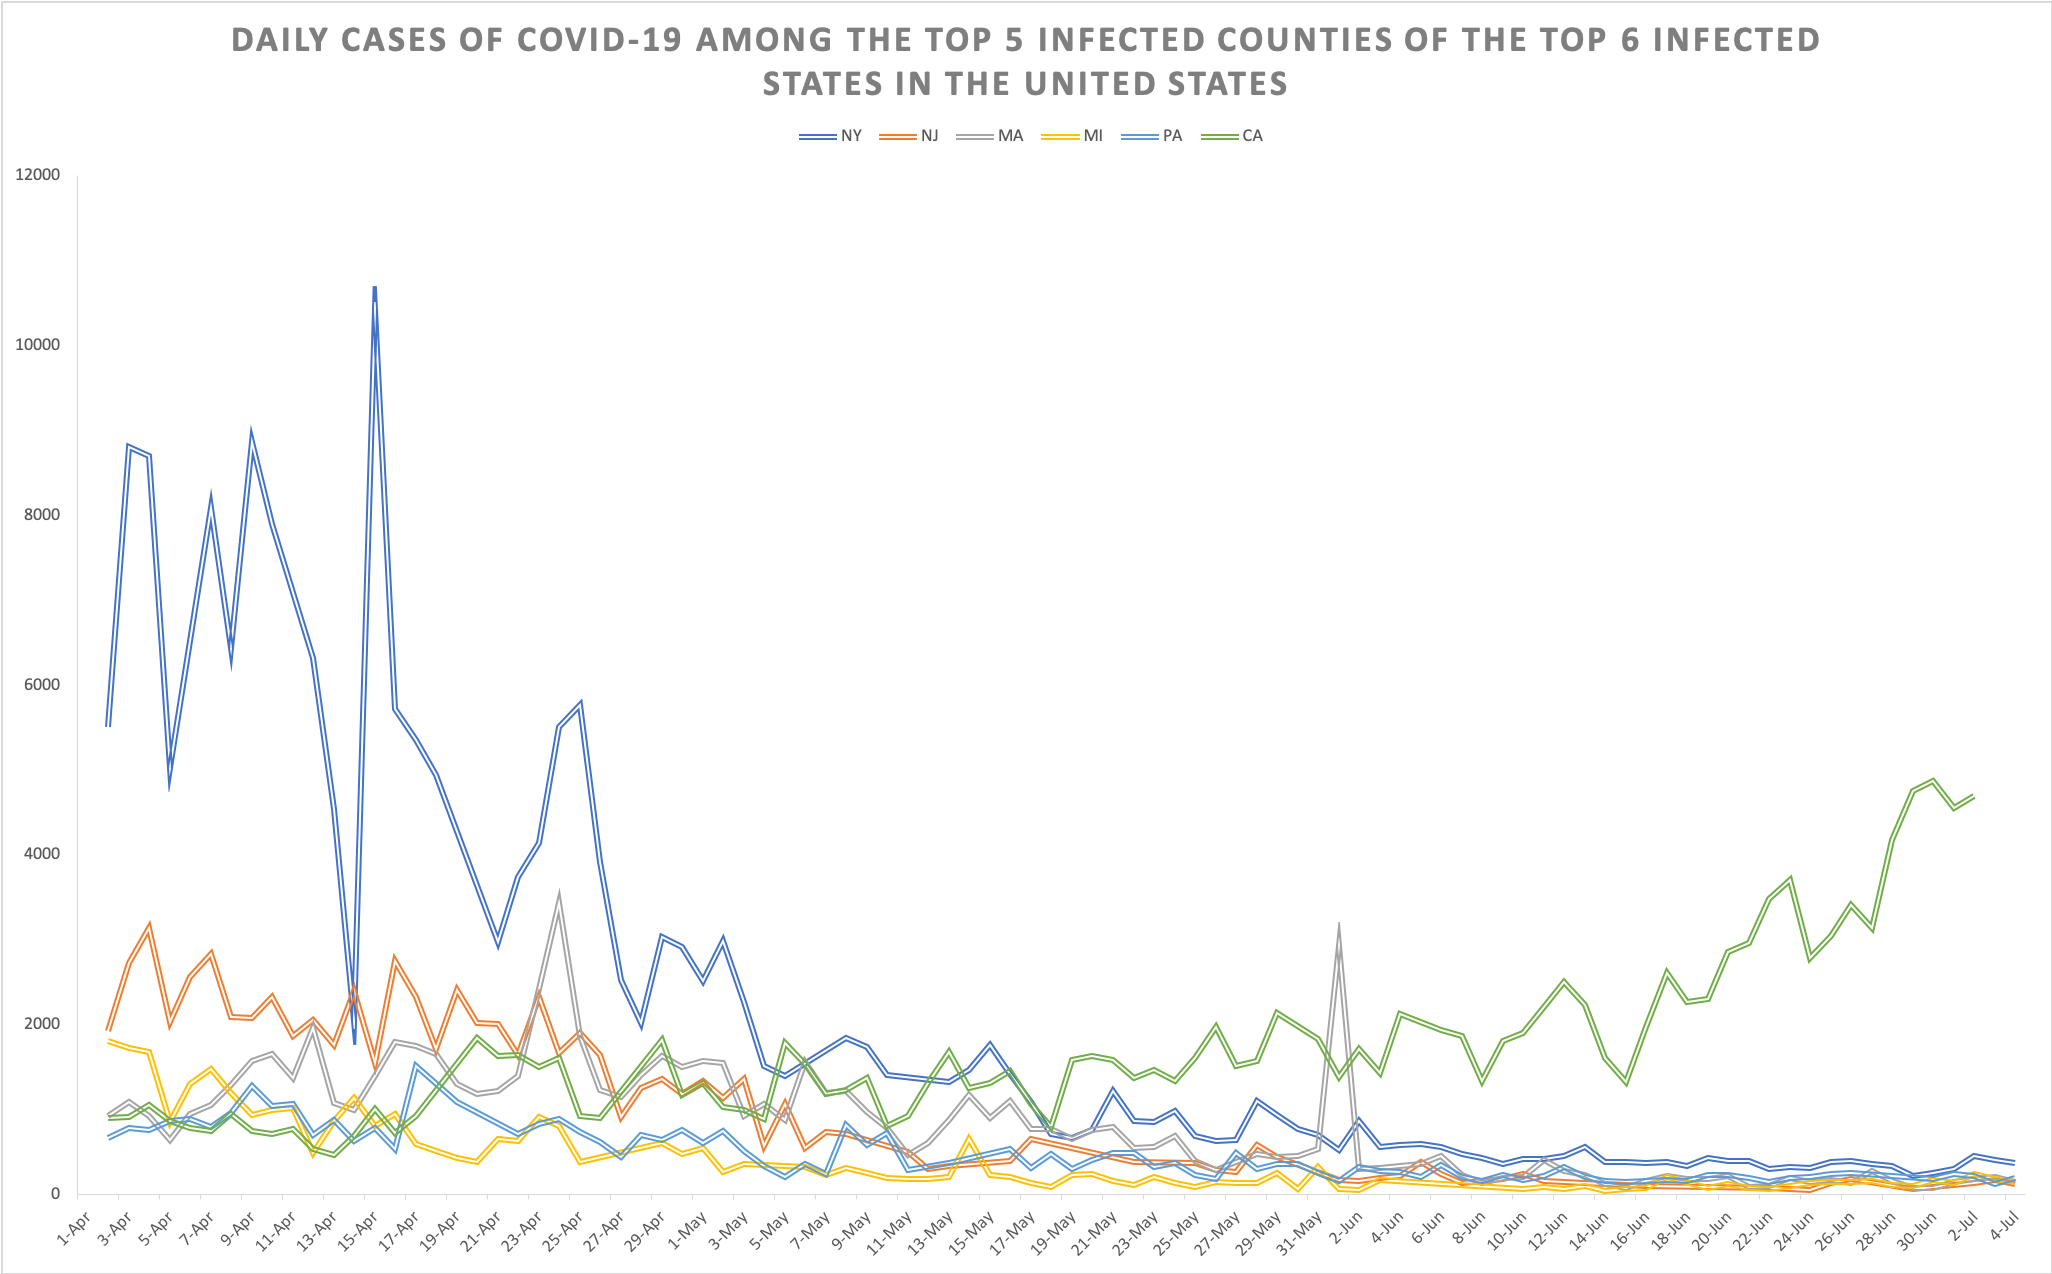 DAILY CASES OF COVID-19 AMONG THE TOP 5 INFECTED COUNTIES OF THE TOP 6 INFECTED
STATES IN THE UNITED STATES
NY NJ MA MI PA CA
12000
10000
8000
6000
4000
2000
0
1-Apr 3-Apr 5-Apr 7-Apr 9-Apr 11-Apr 13-Apr 15-Apr 17-Apr 19-Apr 21-Apr 23-Apr 25-Apr 27-Apr 29-Apr 1-May 3-May 5-May 7-May 9-May 11-May 13-May 15-May 17-May 19-May 21-May 23-May 25-May 27-May 29-May 31-May 2-Jun 4-Jun 6-Jun 8-Jun 10-Jun 12-Jun 14-Jun 16-Jun 18-Jun 20-Jun 22-Jun 24-Jun 26-Jun 28-Jun 30-Jun 2-Jul 4-Jul